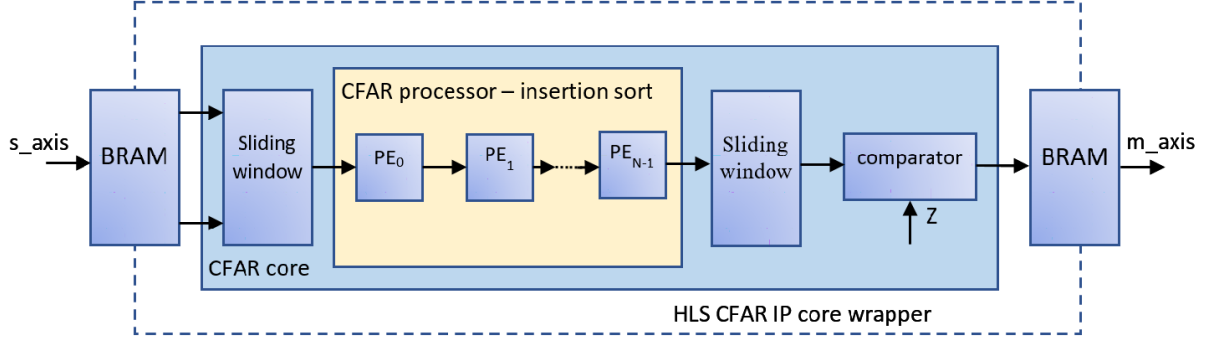 s_axis
BRAM
Sliding
window
CFAR processor – insertion sort
PE0
PE1
PEN-1
Sliding
window
comparator
Z
BRAM
m_axis
CFAR core
HLS CFAR IP core wrapper